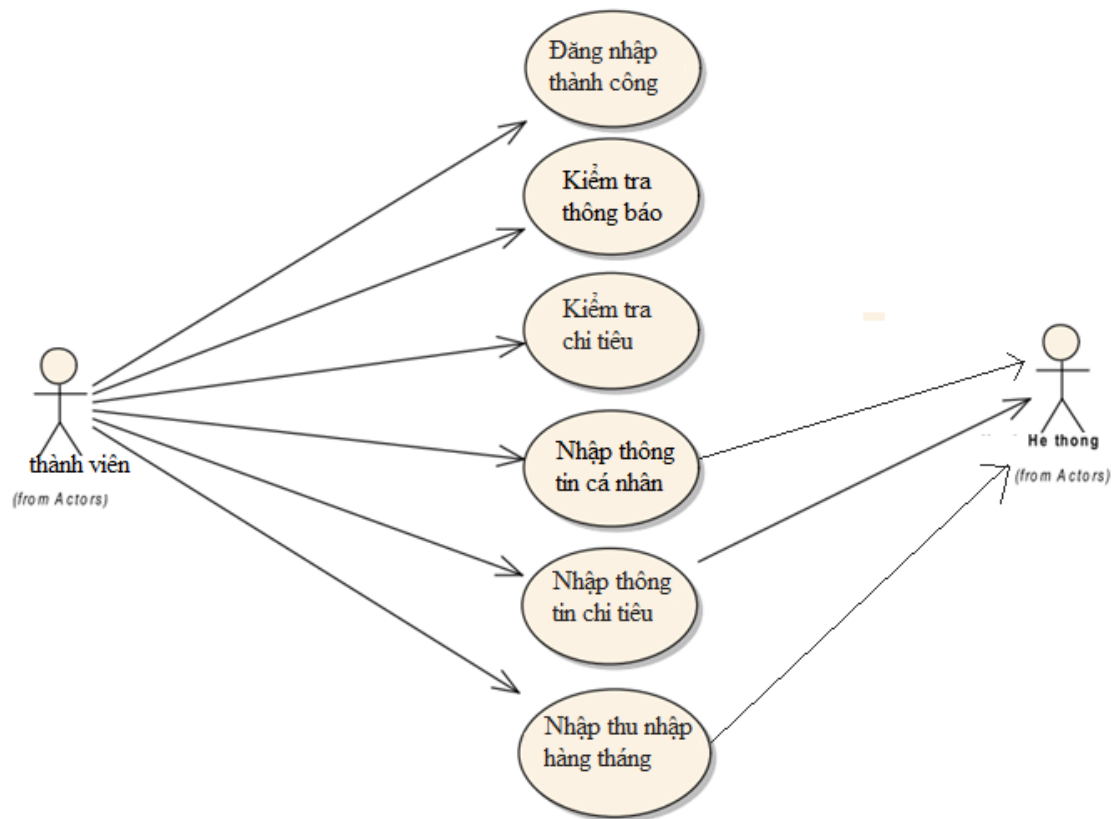 Đăng nhập
thành công
Kiểm tra
thông báo
Kiểm tra
chi tiêu
thành viên
(from Actors)
Nhập thông
tin cá nhân
He thong
(from Actors)
Nhập thông
tin chi tiêu
Nhập thu nhập
hàng tháng